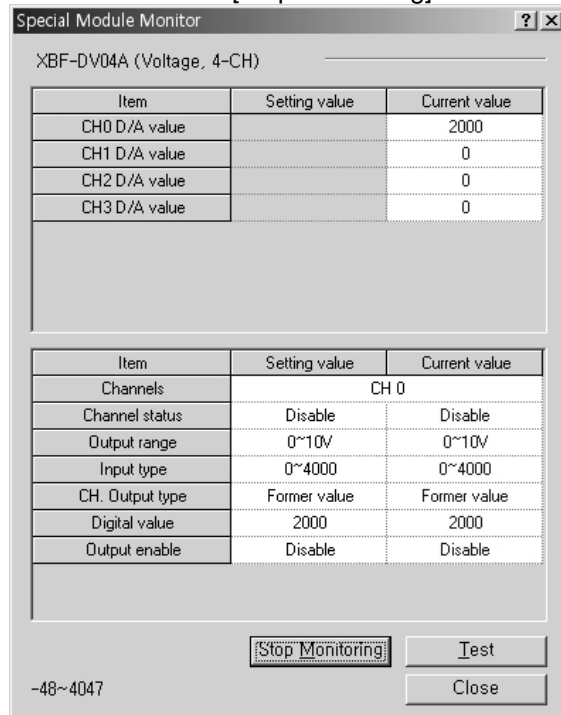 Special Module Monitor ? ×
XBF-DV04A (Voltage, 4-CH)
Item Setting value Current value
CH0 D/A value 2000
CH1 D/A value 0
CH2 D/A value 0
CH3 D/A value 0
Item Setting value Current value
Channels CH 0
Channel status Disable Disable
Output range 0~10V 0~10V
Input type 0~4000 0~4000
CH. Output type Former value Former value
Digital value 2000 2000
Output enable Disable Disable
Stop Monitoring Test
-48~4047 Close